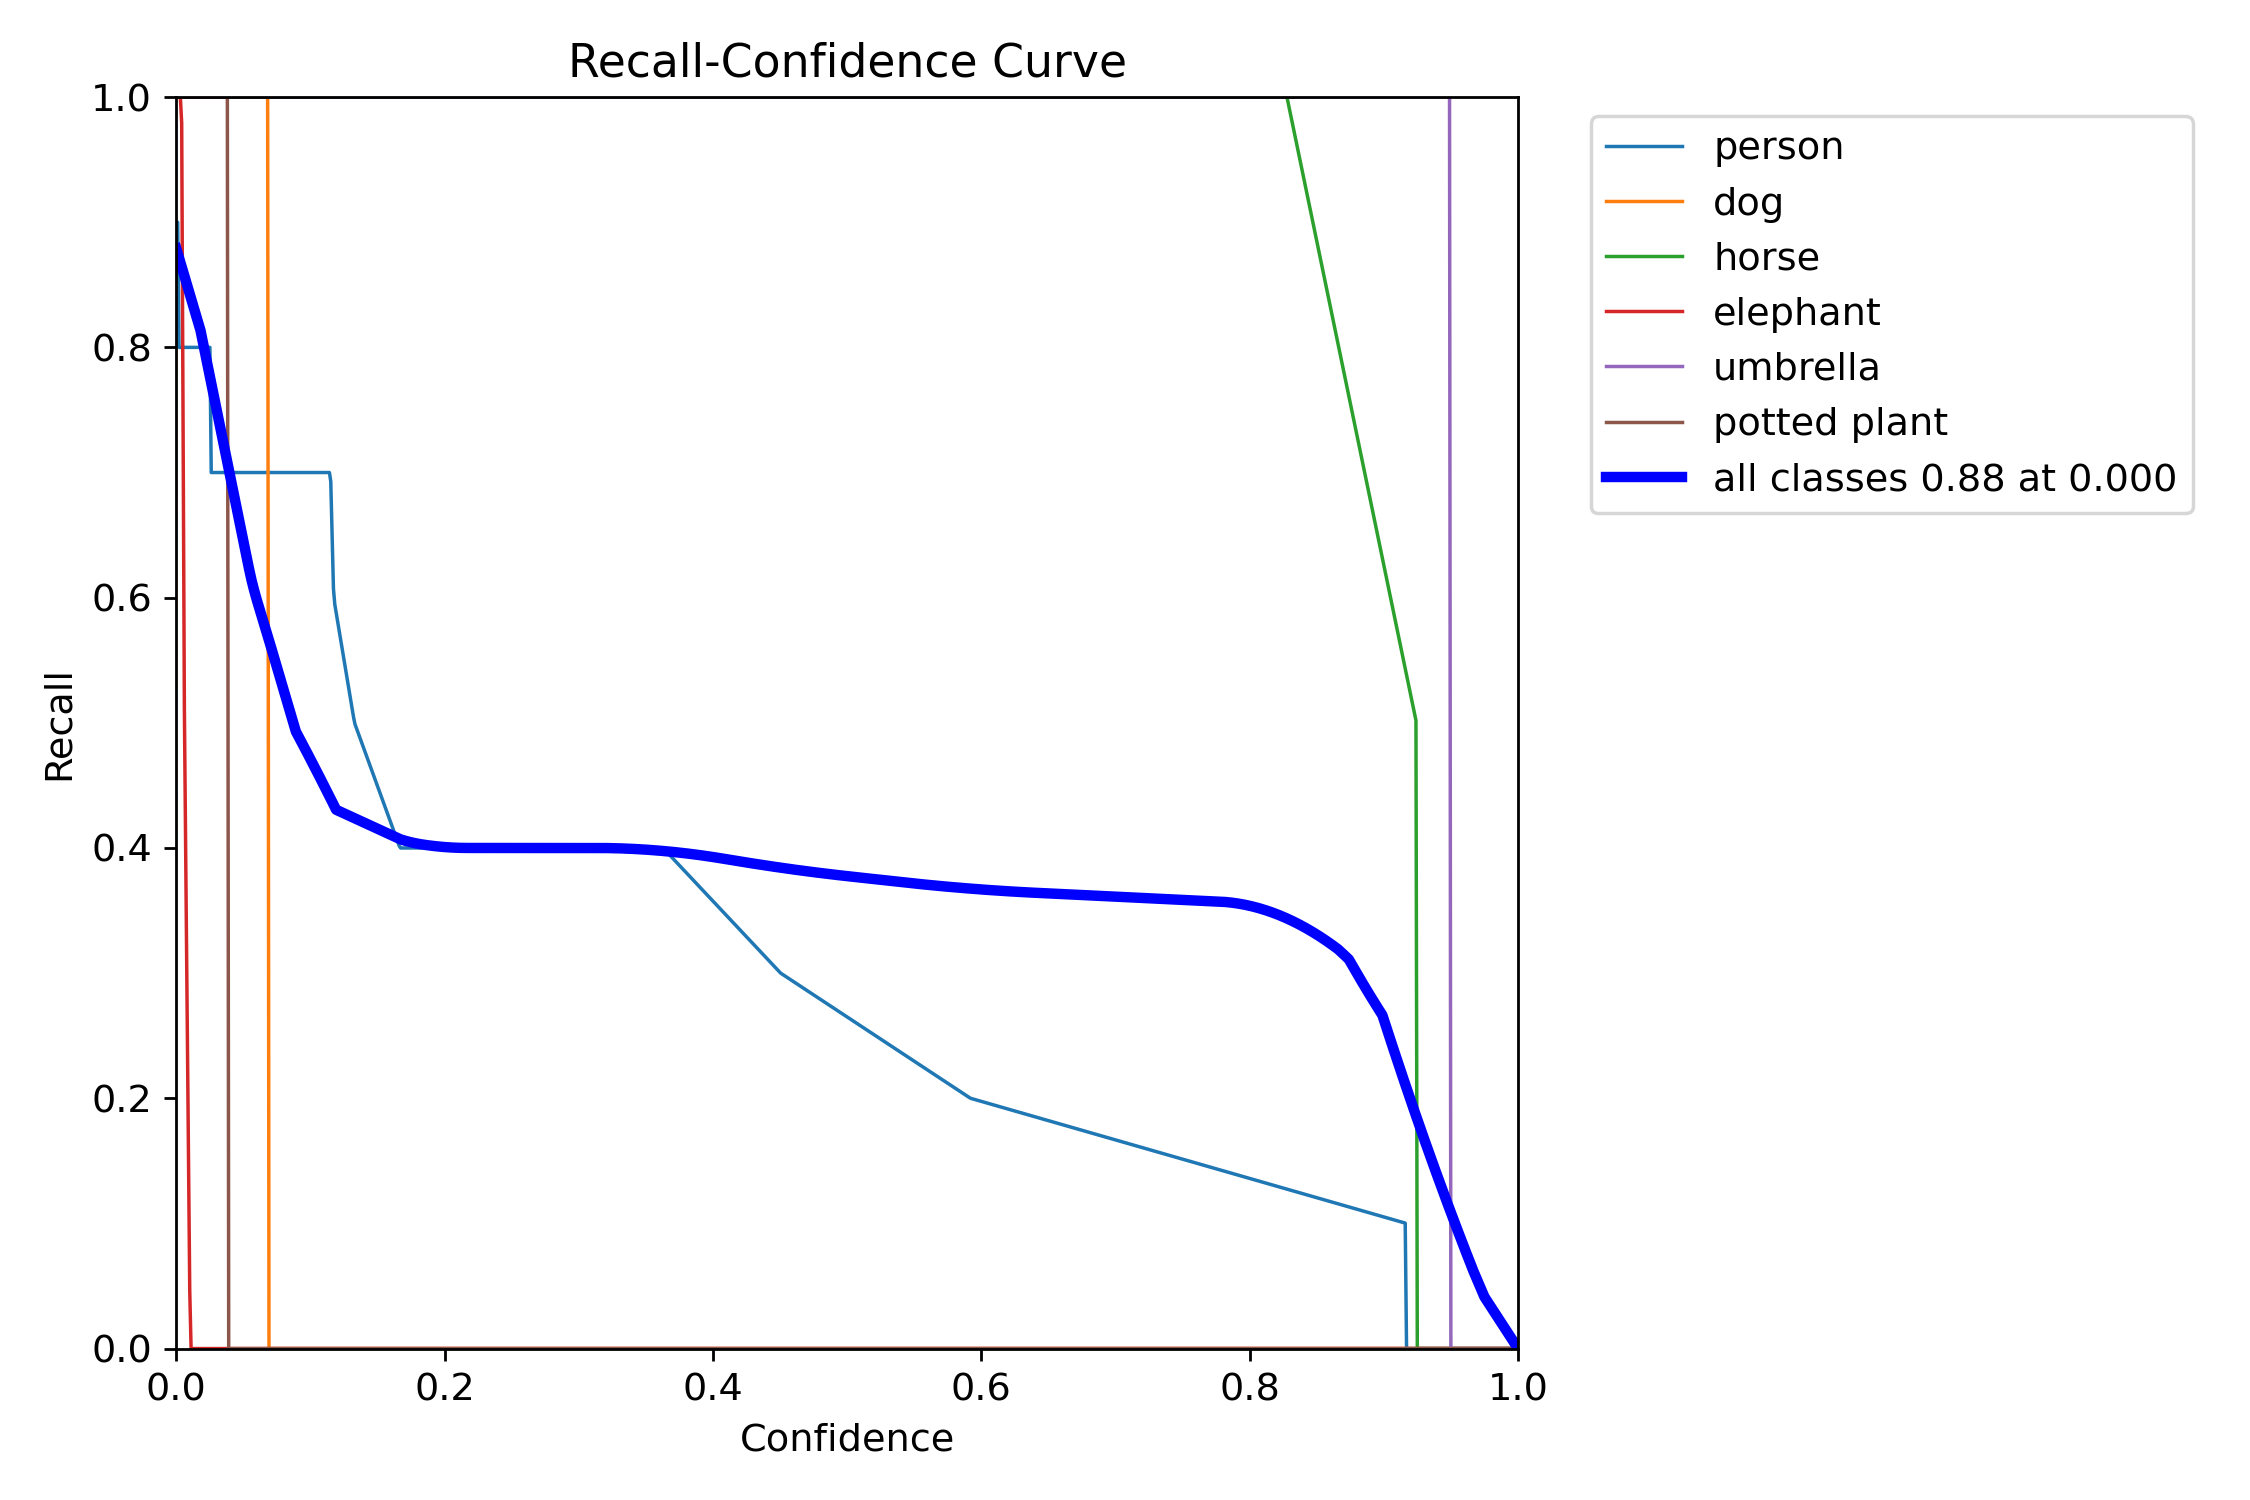 Recall-Confidence Curve
1.0
0.8
0.6
0.4
0.2
0.0
Recall
0.0 0.2 0.4 0.6 0.8 1.0
Confidence
person
dog
horse
elephant
umbrella
potted plant
all classes 0.88 at 0.000